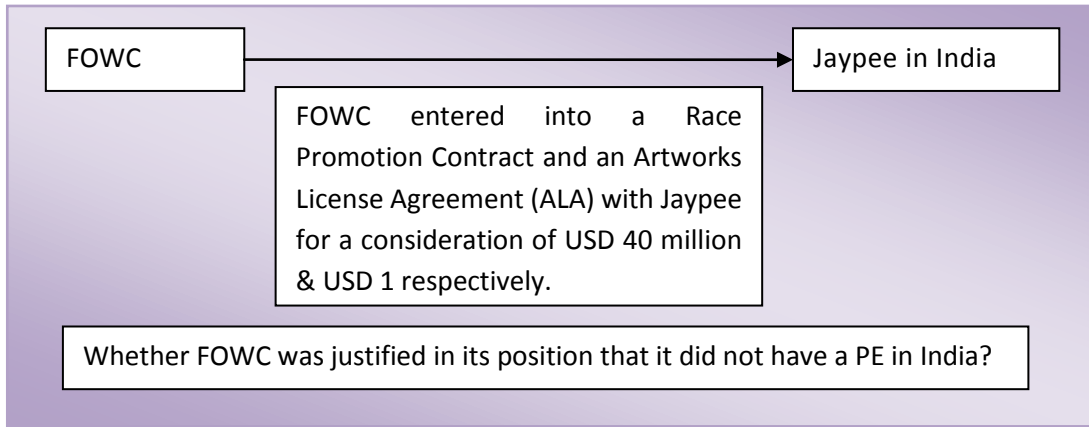 FOWC
Jaypee in India
FOWC entered into a Race
Promotion Contract and an Artworks
License Agreement (ALA) with Jaypee
for a consideration of USD 40 million
& USD 1 respectively.
Whether FOWC was justified in its position that it did not have a PE in India?